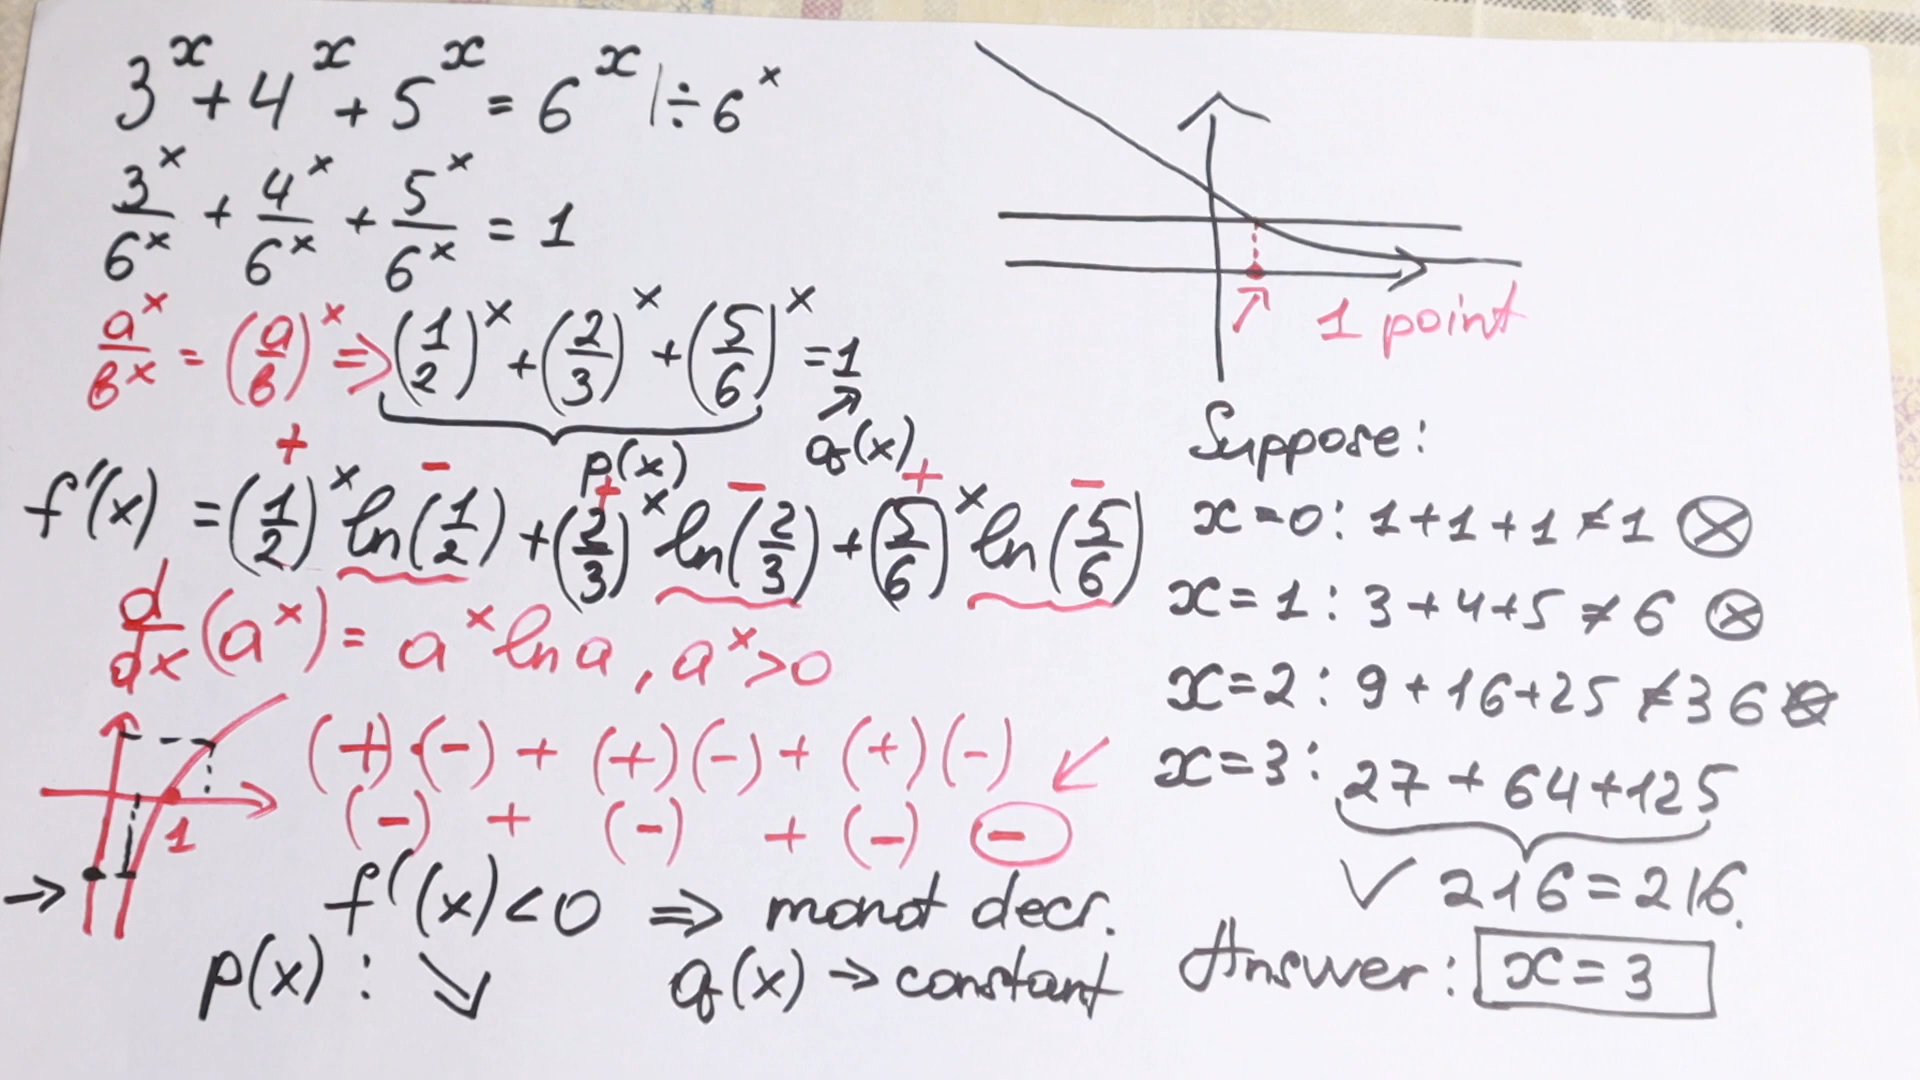 3^x + 4^x + 5^x = 6^x | ÷ 6^x
3^x/6^x + 4^x/6^x + 5^x/6^x = 1
a^x/b^x = (a/b)^x ⇒ (1/2)^x + (2/3)^x + (5/6)^x = 1
p(x) q(x)
+ - + - + -
f'(x) = (1/2)^x ln(1/2) + (2/3)^x ln(2/3) + (5/6)^x ln(5/6)
d/dx (a^x) = a^x ln a, a^x > 0
(+)·(-) + (+)(-) + (+)(-) ↙
(-) + (-) + (-) -
1
→
f'(x) < 0 ⇒ monot decr.
p(x) : ↘ q(x) → constant
1 point
Suppose:
x=0: 1+1+1 ≠ 1 ⊗
x=1: 3+4+5 ≠ 6 ⊗
x=2: 9+16+25 ≠ 36 ⊗
x=3: 27+64+125
✓ 216=216.
Answer: x=3